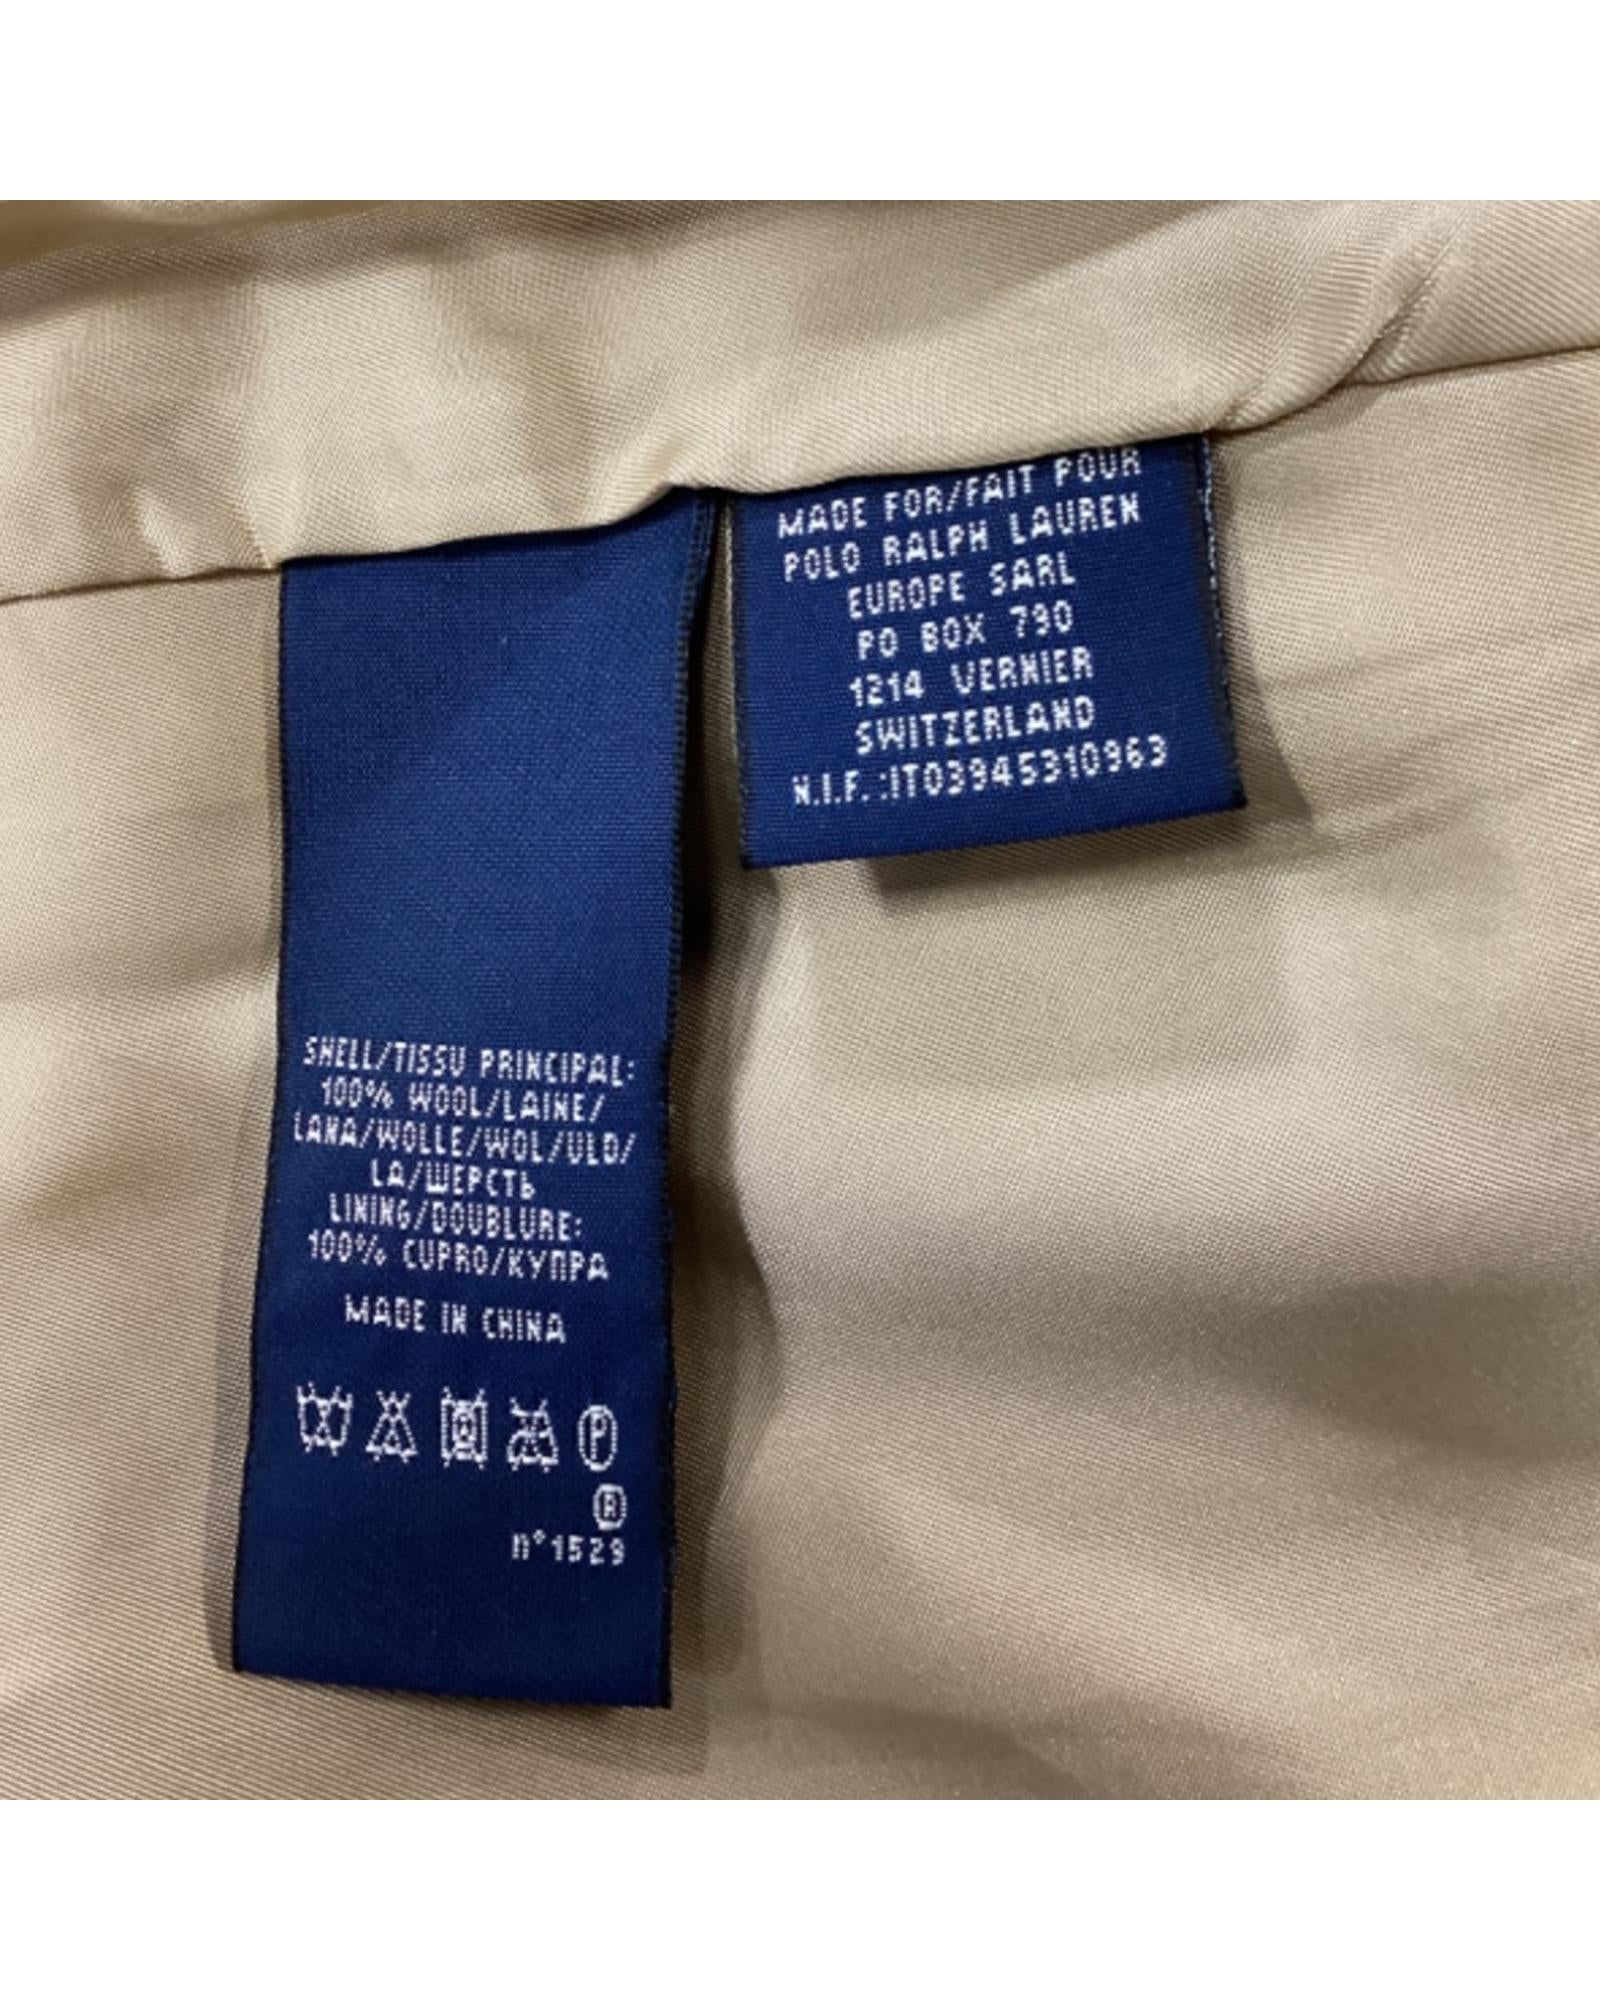 SHELL/TISSU PRINCIPAL:
100% WOOL/LAINE/
LANA/WOLLE/WOL/ULD/
LA/ШЕРСТЬ
LINING/DOUBLURE:
100% CUPRO/КУПРА
MADE IN CHINA
P
®
n°1529
MADE FOR/FAIT POUR
POLO RALPH LAUREN
EUROPE SARL
PO BOX 790
1214 VERNIER
SWITZERLAND
N.I.F.:IT03945310963